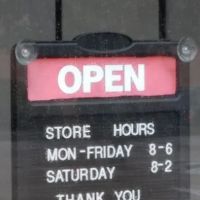 OPEN
STORE HOURS
MON-FRIDAY 8-6
SATURDAY 8-2
THANK YOU